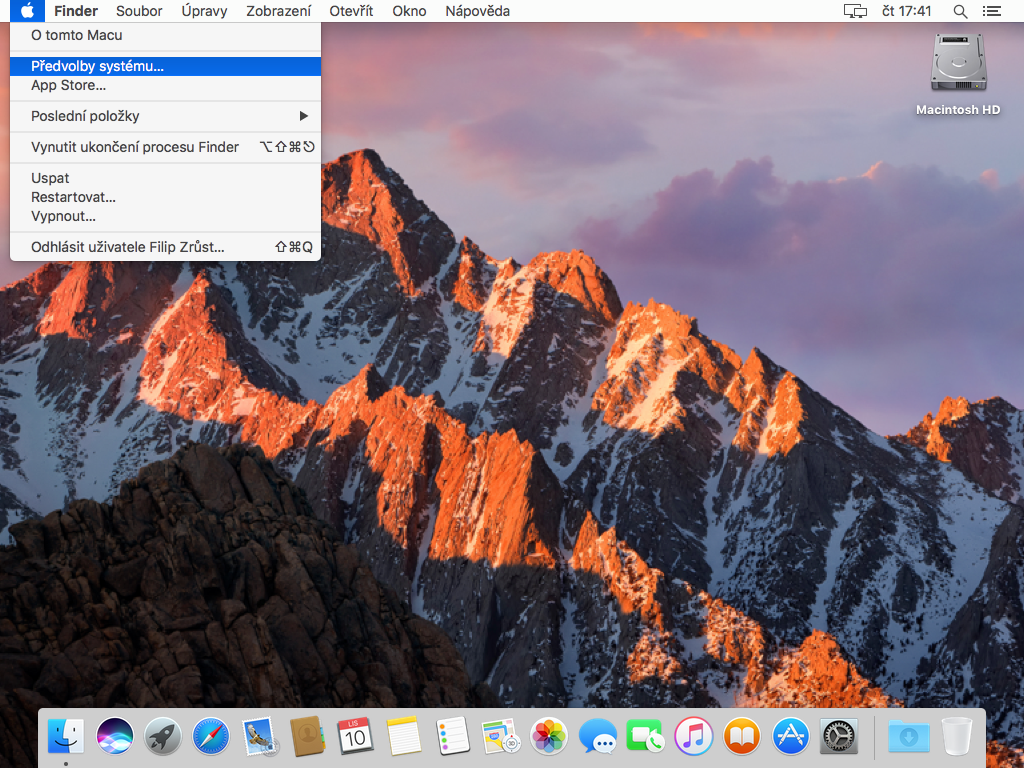 Finder Soubor Úpravy Zobrazení Otevřít Okno Nápověda čt 17:41
O tomto Macu
Předvolby systému...
App Store...
Poslední položky ▶
Vynutit ukončení procesu Finder ⌥⇧⌘⎋
Uspat
Restartovat...
Vypnout...
Odhlásit uživatele Filip Zrůst... ⇧⌘Q
Macintosh HD
LIS
10
30